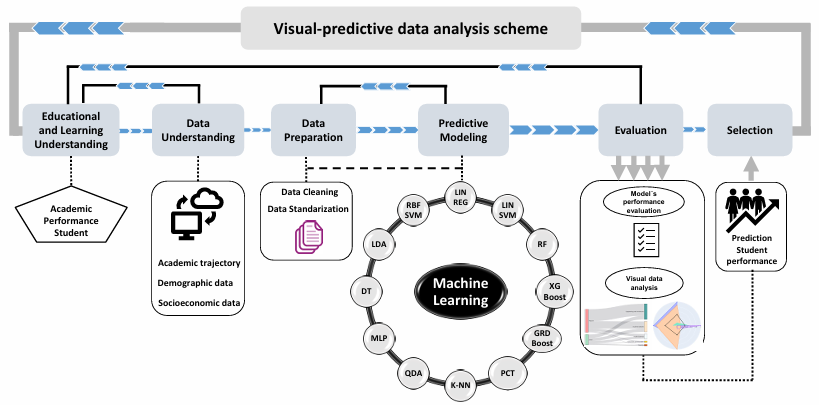 Visual-predictive data analysis scheme
Educational
and Learning
Understanding
Data
Understanding
Data
Preparation
Predictive
Modeling
Evaluation
Selection
Academic
Performance
Student
Academic trajectory
Demographic data
Socioeconomic data
Data Cleaning
Data Standarization
LIN
REG
LIN
SVM
RF
XG
Boost
GRD
Boost
PCT
K-NN
QDA
MLP
DT
LDA
RBF
SVM
Machine
Learning
Model`s
performance
evaluation
Visual data
analysis
Prediction
Student
performance